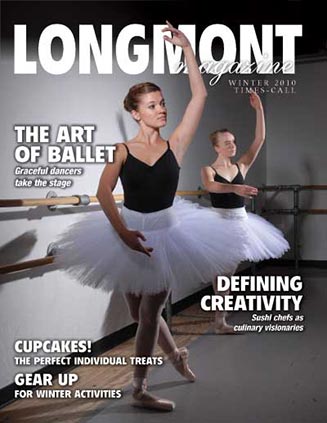 LONGMONT
magazine
WINTER 2010
TIMES-CALL
THE ART
OF BALLET
Graceful dancers
take the stage
DEFINING
CREATIVITY
Sushi chefs as
culinary visionaries
CUPCAKES!
THE PERFECT INDIVIDUAL TREATS
GEAR UP
FOR WINTER ACTIVITIES